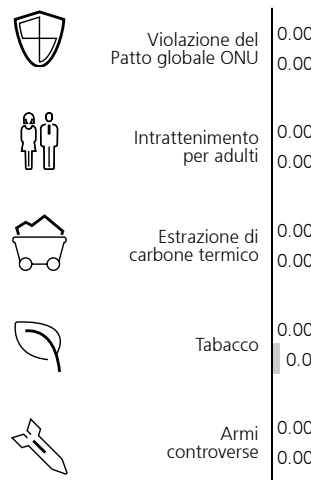 Violazione del
Patto globale ONU
0.00
0.00
Intrattenimento
per adulti
0.00
0.00
Estrazione di
carbone termico
0.00
0.00
Tabacco
0.00
0.0
Armi
controverse
0.00
0.00